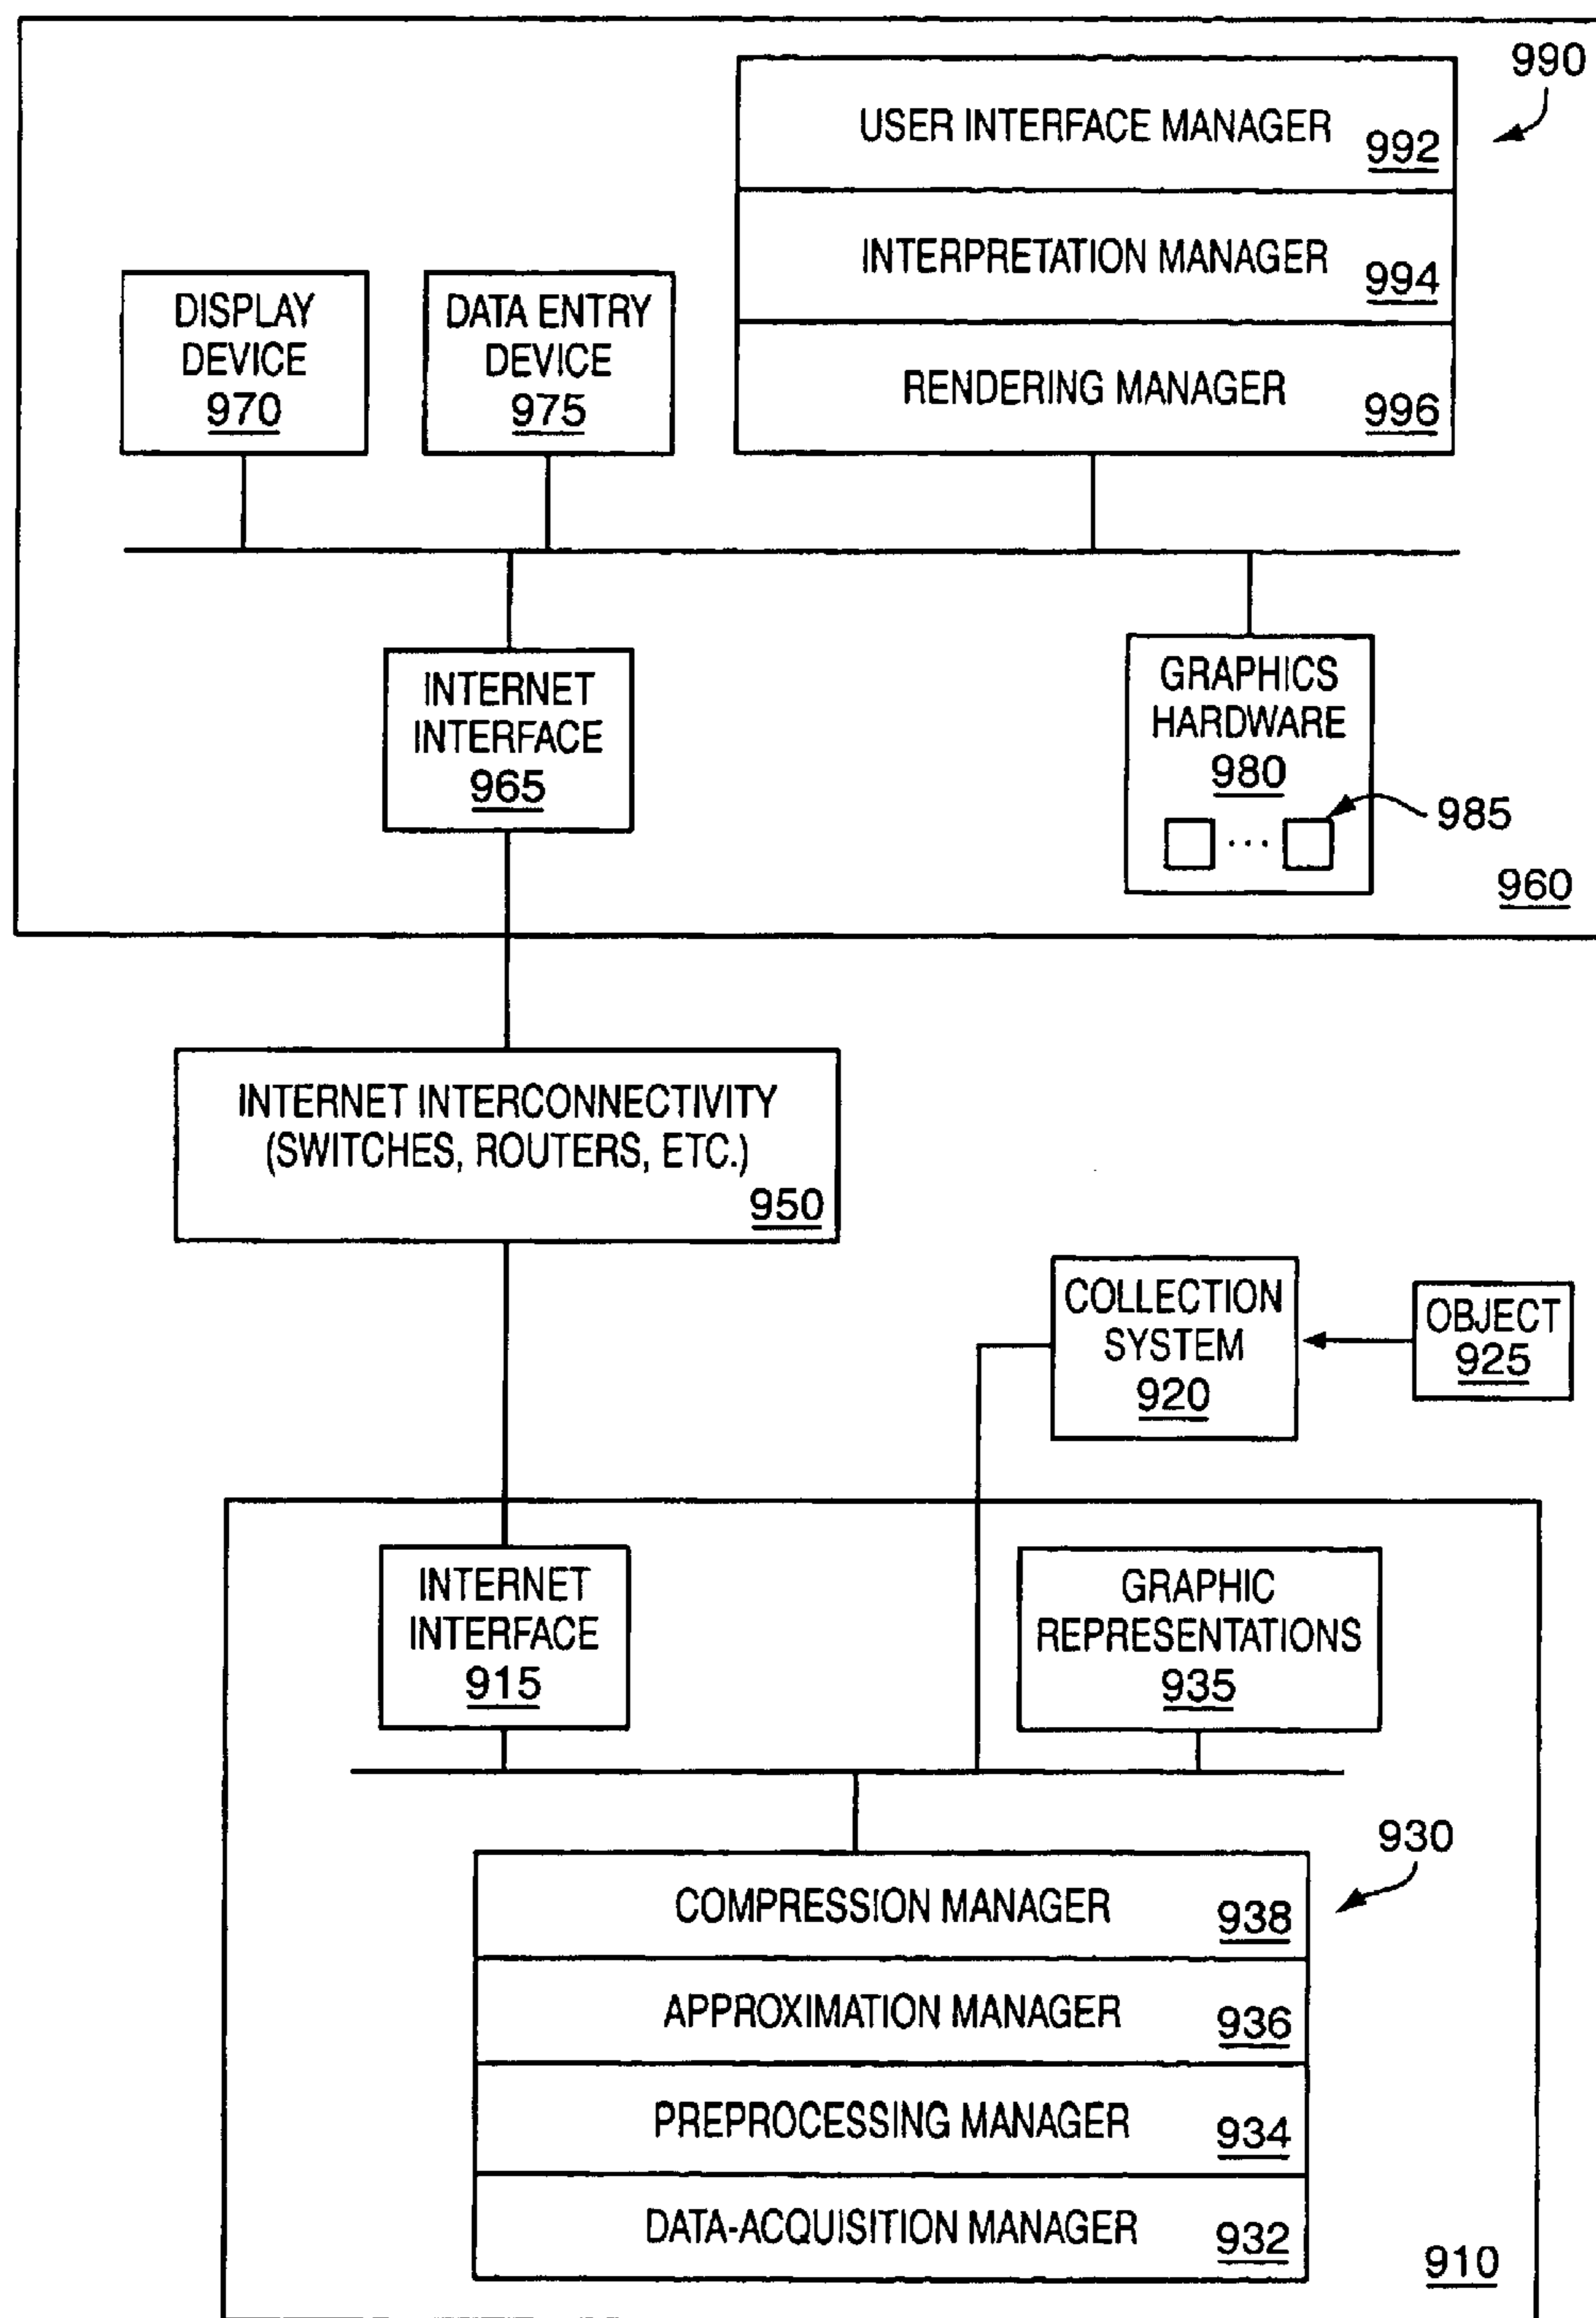 990
USER INTERFACE MANAGER
992
INTERPRETATION MANAGER
994
RENDERING MANAGER
996
DISPLAY
DEVICE
970
DATA ENTRY
DEVICE
975
INTERNET
INTERFACE
965
GRAPHICS
HARDWARE
980
...
985
960
INTERNET INTERCONNECTIVITY
(SWITCHES, ROUTERS, ETC.)
950
COLLECTION
SYSTEM
920
OBJECT
925
INTERNET
INTERFACE
915
GRAPHIC
REPRESENTATIONS
935
930
COMPRESSION MANAGER
938
APPROXIMATION MANAGER
936
PREPROCESSING MANAGER
934
DATA-ACQUISITION MANAGER
932
910